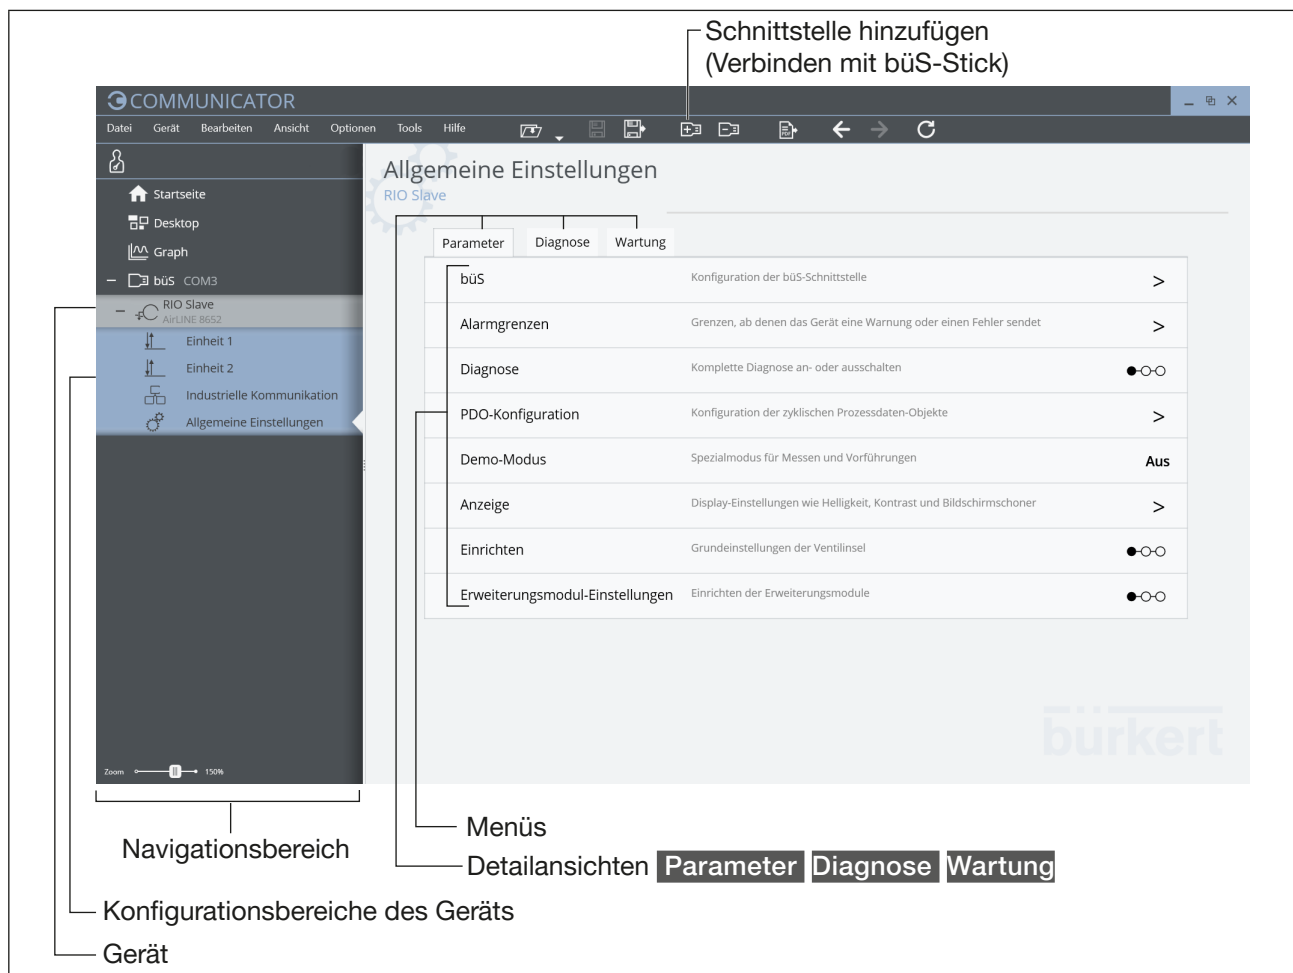 Schnittstelle hinzufügen
(Verbinden mit büS-Stick)
COMMUNICATOR
Datei Gerät Bearbeiten Ansicht Optionen Tools Hilfe
PDF
Startseite
Desktop
Graph
büS COM3
RIO Slave
AirLINE 8652
Einheit 1
Einheit 2
Industrielle Kommunikation
Allgemeine Einstellungen
Zoom 150%
Allgemeine Einstellungen
RIO Slave
Parameter Diagnose Wartung
büS Konfiguration der büS-Schnittstelle >
Alarmgrenzen Grenzen, ab denen das Gerät eine Warnung oder einen Fehler sendet >
Diagnose Komplette Diagnose an- oder ausschalten
PDO-Konfiguration Konfiguration der zyklischen Prozessdaten-Objekte >
Demo-Modus Spezialmodus für Messen und Vorführungen Aus
Anzeige Display-Einstellungen wie Helligkeit, Kontrast und Bildschirmschoner >
Einrichten Grundeinstellungen der Ventilinsel
Erweiterungsmodul-Einstellungen Einrichten der Erweiterungsmodule
bürkert
Menüs
Navigationsbereich
Detailansichten Parameter Diagnose Wartung
Konfigurationsbereiche des Geräts
Gerät